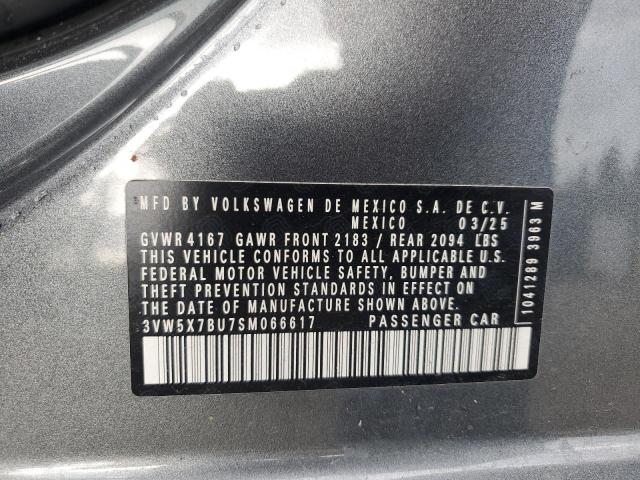 MFD BY VOLKSWAGEN DE MEXICO S.A. DE C.V.
MEXICO 03/25
GVWR 4167 GAWR FRONT 2183 / REAR 2094 LBS
THIS VEHICLE CONFORMS TO ALL APPLICABLE U.S.
FEDERAL MOTOR VEHICLE SAFETY, BUMPER AND
THEFT PREVENTION STANDARDS IN EFFECT ON
THE DATE OF MANUFACTURE SHOWN ABOVE.
3VW5X7BU7SM066617 PASSENGER CAR
1041289 3963 M